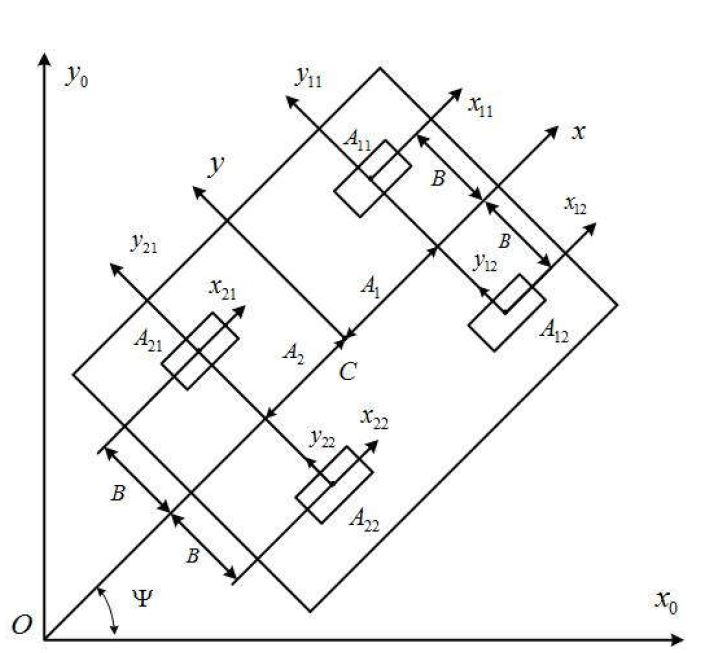 y₀
y₁₁
x₁₁
A₁₁
x
B
y
x₁₂
B
y₂₁
y₁₂
x₂₁
A₁
A₁₂
A₂₁
A₂
C
x₂₂
y₂₂
B
A₂₂
B
Ψ
x₀
O